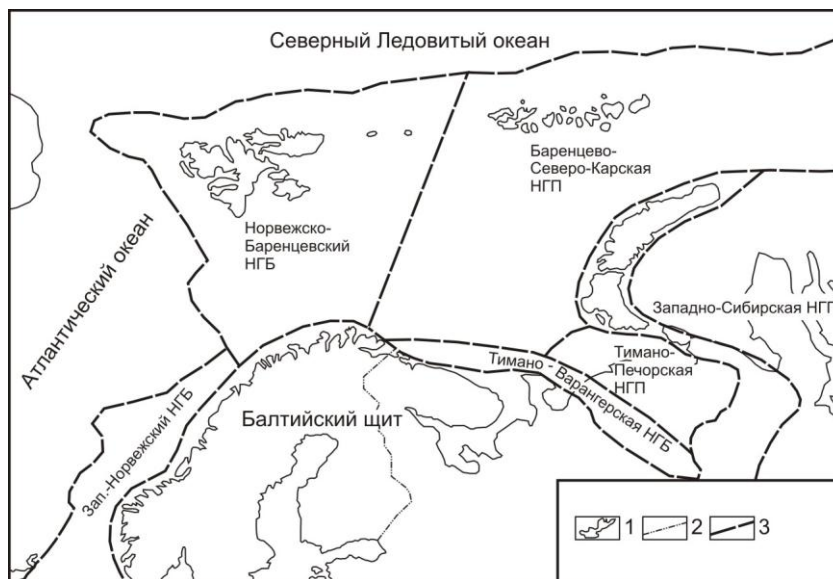 Северный Ледовитый океан
Баренцево-
Северо-Карская
НГП
Норвежско-
Баренцевский
НГБ
Атлантический океан
Западно-Сибирская НГП
Тимано-
Печорская
НГП
Тимано - Варангерская НГБ
Балтийский щит
Зап.-Норвежский НГБ
1
2
3